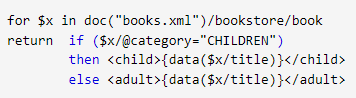 for $x in doc("books.xml")/bookstore/book
return  if ($x/@category="CHILDREN")
        then <child>{data($x/title)}</child>
        else <adult>{data($x/title)}</adult>